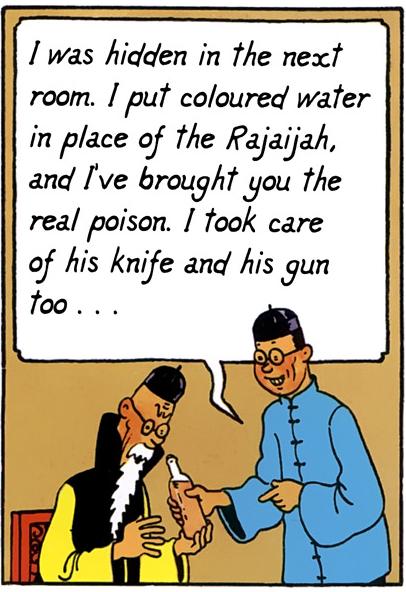 I was hidden in the next
room. I put coloured water
in place of the Rajaijah,
and I've brought you the
real poison. I took care
of his knife and his gun
too . . .